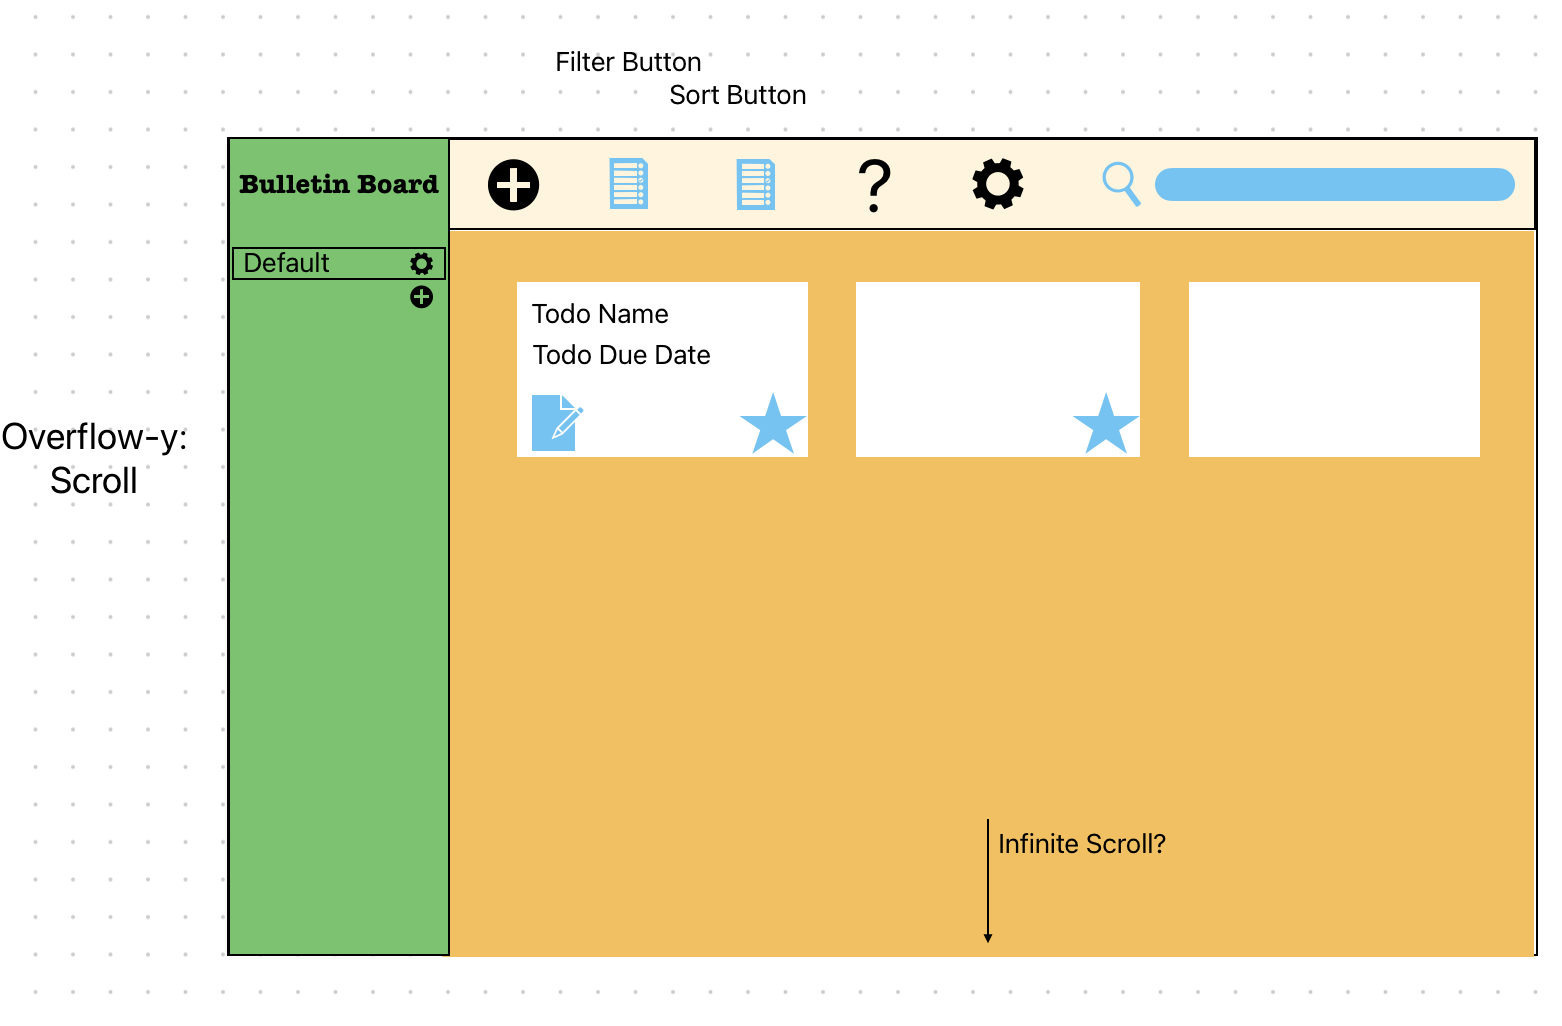 Filter Button
Sort Button
Bulletin Board
?
Default
Todo Name
Todo Due Date
Overflow-y:
Scroll
Infinite Scroll?